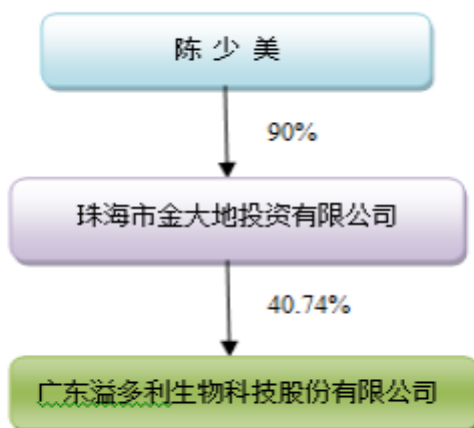 陈 少 美
90%
珠海市金大地投资有限公司
40.74%
广东溢多利生物科技股份有限公司